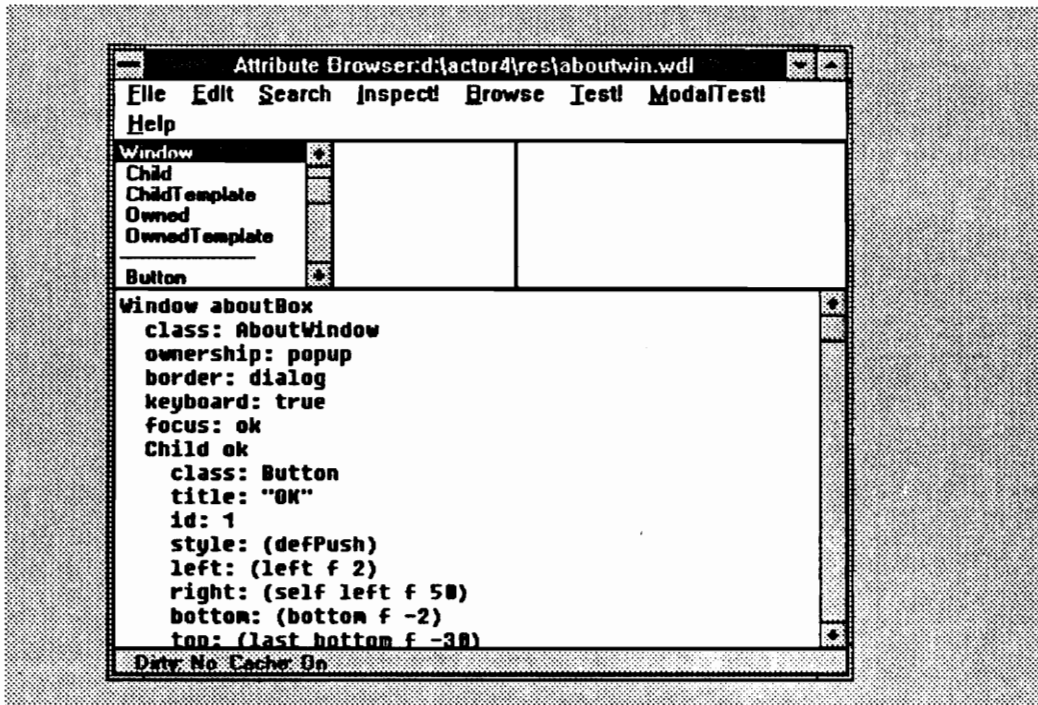 Attribute Browser:d:\actor4\res\aboutwin.wdl
File Edit Search Inspect! Browse Test! ModalTest!
Help
Window
Child
ChildTemplate
Owned
OwnedTemplate
Button
Window aboutBox
class: AboutWindow
ownership: popup
border: dialog
keyboard: true
focus: ok
Child ok
class: Button
title: "OK"
id: 1
style: (defPush)
left: (left f 2)
right: (self left f 50)
bottom: (bottom f -2)
top: (last bottom f -30)
Dirty: No Cache: On